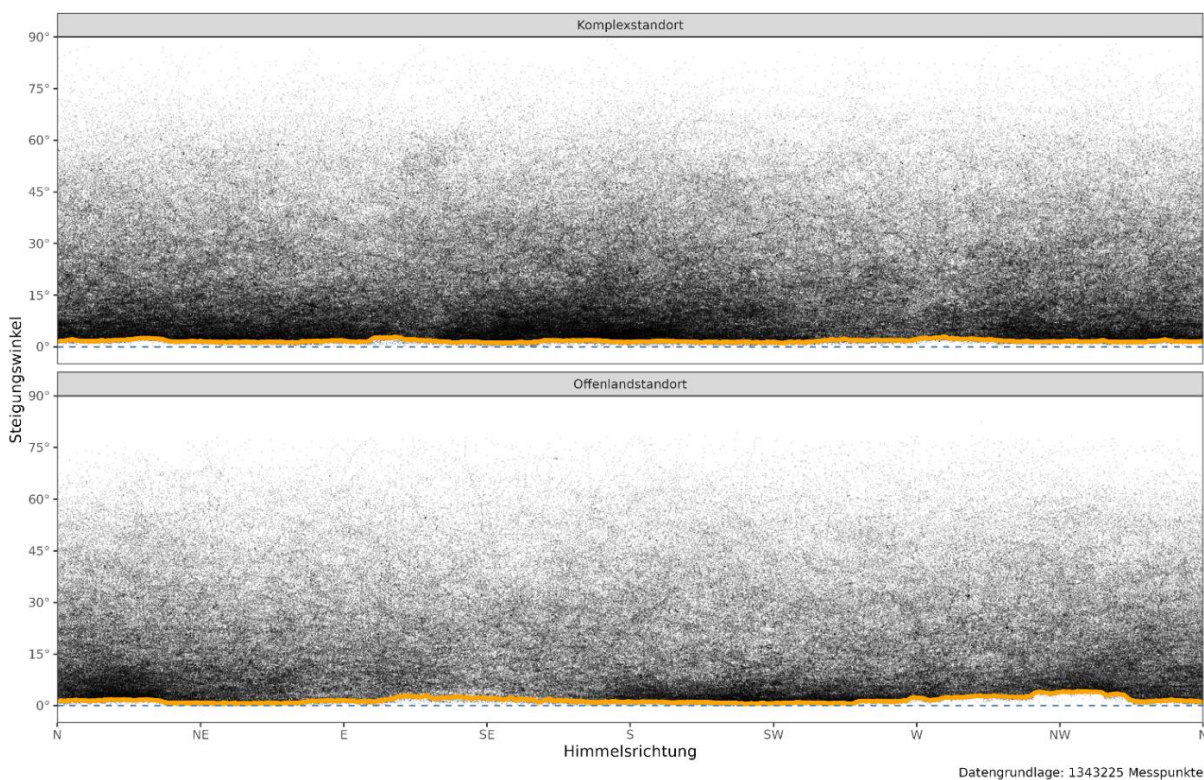 Komplexstandort
90°
75°
60°
45°
30°
15°
0°
Offenlandstandort
90°
75°
60°
45°
30°
15°
0°
Steigungswinkel
N NE E SE S SW W NW N
Himmelsrichtung
Datengrundlage: 1343225 Messpunkte